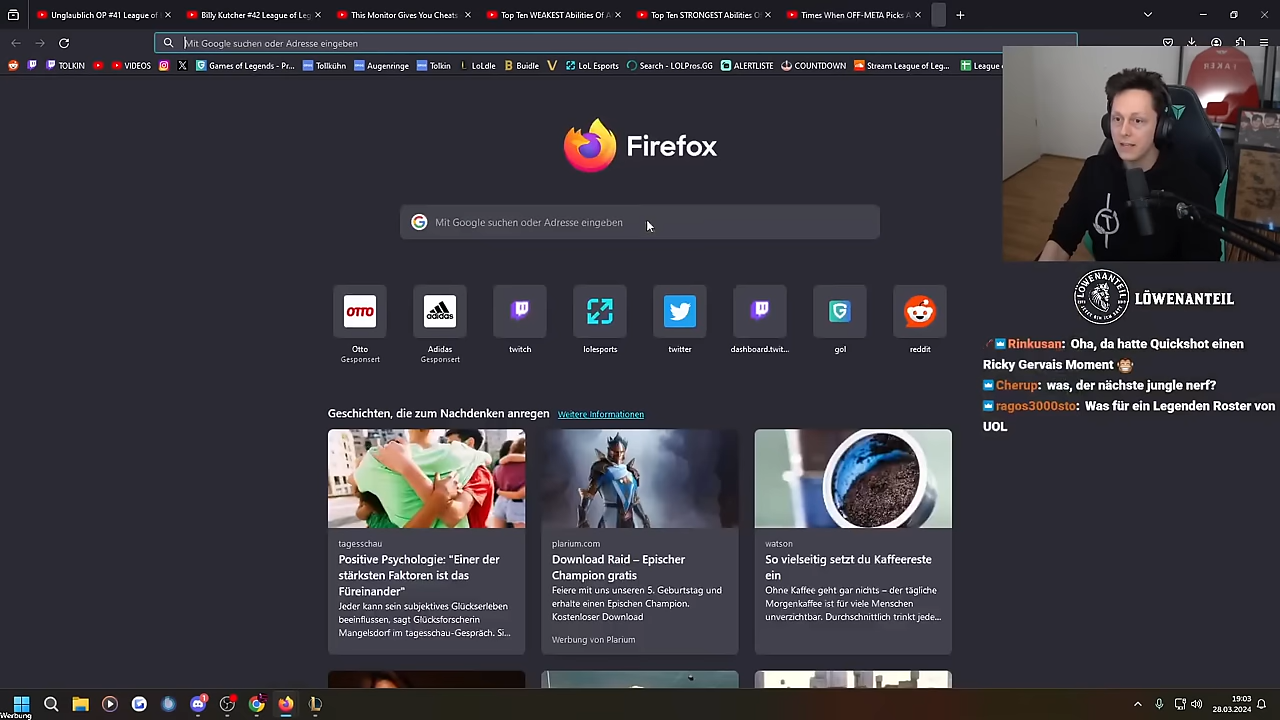 Unglaublich OP #41 League of
Billy Kutcher #42 League of Leg
This Monitor Gives You Cheats
Top Ten WEAKEST Abilities Of A
Top Ten STRONGEST Abilities O
Times When OFF-META Picks A
Mit Google suchen oder Adresse eingeben
TOLKIN
VIDEOS
Games of Legends - Pr...
Tollkühn
Augenringe
Tolkin
LoLdle
Buidle
LoL Esports
Search - LOLPros.GG
ALERTLISTE
COUNTDOWN
Stream League of Leg...
League
Firefox
Mit Google suchen oder Adresse eingeben
OTTO
adidas
Otto
Gesponsert
Adidas
Gesponsert
twitch
lolesports
twitter
dashboard.twit...
gol
reddit
LÖWENANTEIL
Rinkusan: Oha, da hatte Quickshot einen
Ricky Gervais Moment
Cherup: was, der nächste jungle nerf?
ragos3000sto: Was für ein Legenden Roster von
UOL
Geschichten, die zum Nachdenken anregen Weitere Informationen
tagesschau
Positive Psychologie: "Einer der
stärksten Faktoren ist das
Füreinander"
Jeder kann sein subjektives Glückserleben
beeinflussen, sagt Glücksforscherin
Mangelsdorf im tagesschau-Gespräch. Si...
plarium.com
Download Raid – Epischer
Champion gratis
Feiere mit uns unseren 5. Geburtstag und
erhalte einen Epischen Champion.
Kostenloser Download
Werbung von Plarium
watson
So vielseitig setzt du Kaffeereste
ein
Ohne Kaffee geht gar nichts – der tägliche
Morgenkaffee ist für viele Menschen
unverzichtbar. Durchschnittlich trinkt jede...
Werbung
19:03
28.03.2024